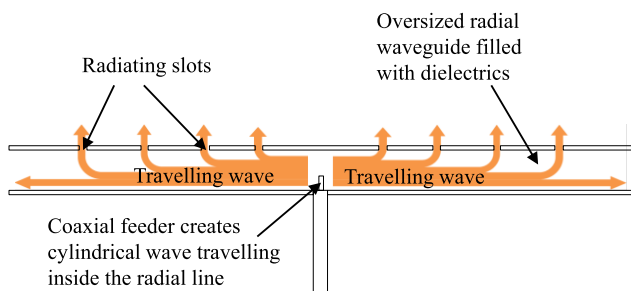 Oversized radial
waveguide filled
with dielectrics
Radiating slots
Travelling wave
Travelling wave
Coaxial feeder creates
cylindrical wave travelling
inside the radial line